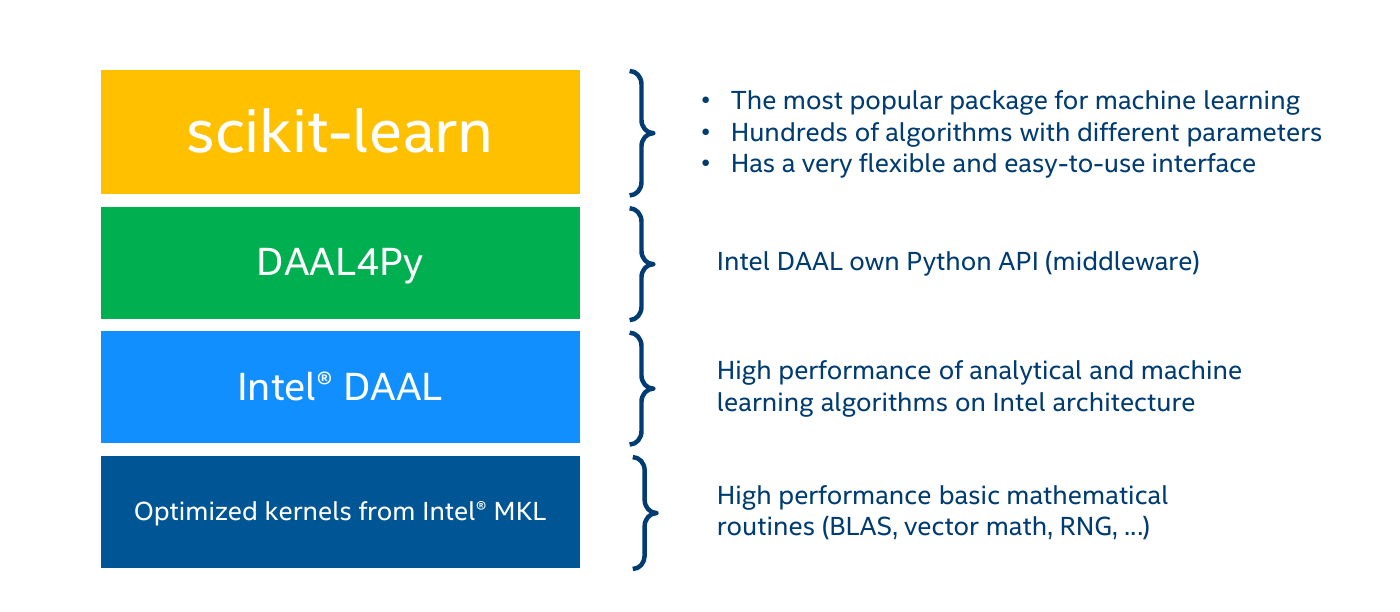 scikit-learn
• The most popular package for machine learning
• Hundreds of algorithms with different parameters
• Has a very flexible and easy-to-use interface
DAAL4Py
Intel DAAL own Python API (middleware)
Intel® DAAL
High performance of analytical and machine
learning algorithms on Intel architecture
Optimized kernels from Intel® MKL
High performance basic mathematical
routines (BLAS, vector math, RNG, ...)